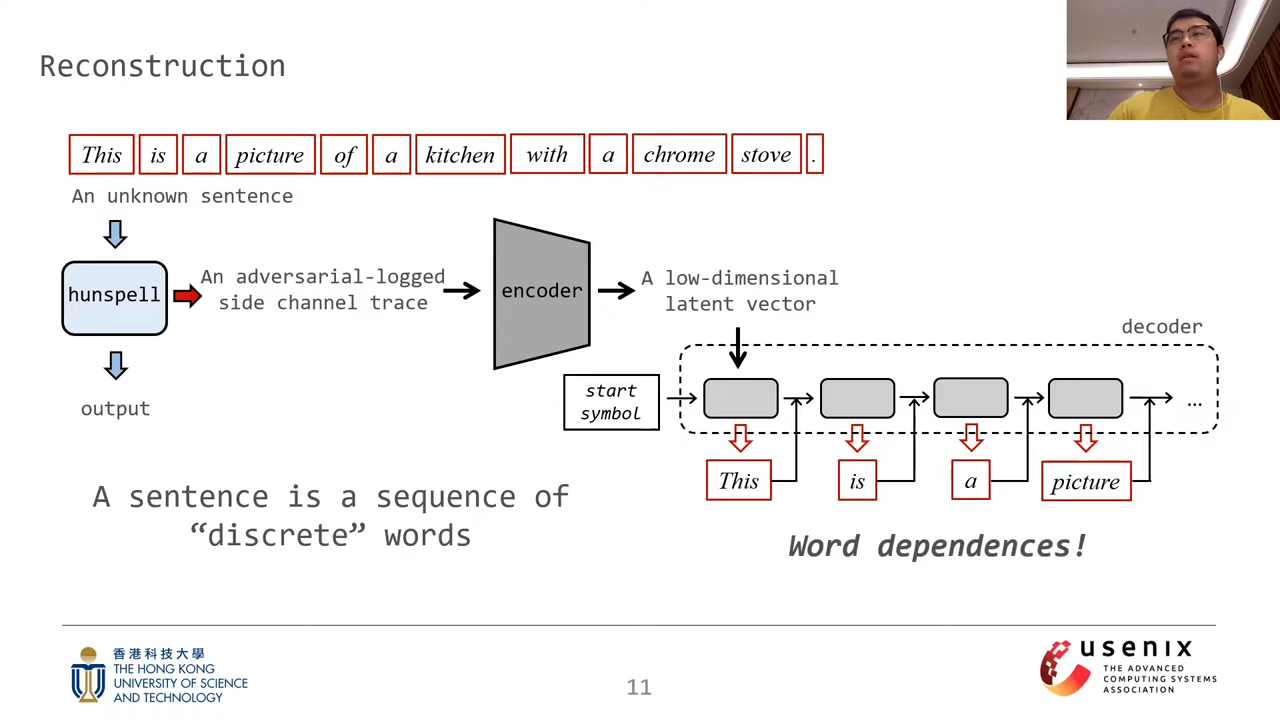 Reconstruction
This is a picture of a kitchen with a chrome stove .
An unknown sentence
hunspell
An adversarial-logged
side channel trace
encoder
A low-dimensional
latent vector
decoder
output
start
symbol
...
This is a picture
A sentence is a sequence of
“discrete” words
Word dependences!
香港科技大學
THE HONG KONG
UNIVERSITY OF SCIENCE
AND TECHNOLOGY
11
usenix
THE ADVANCED
COMPUTING SYSTEMS
ASSOCIATION